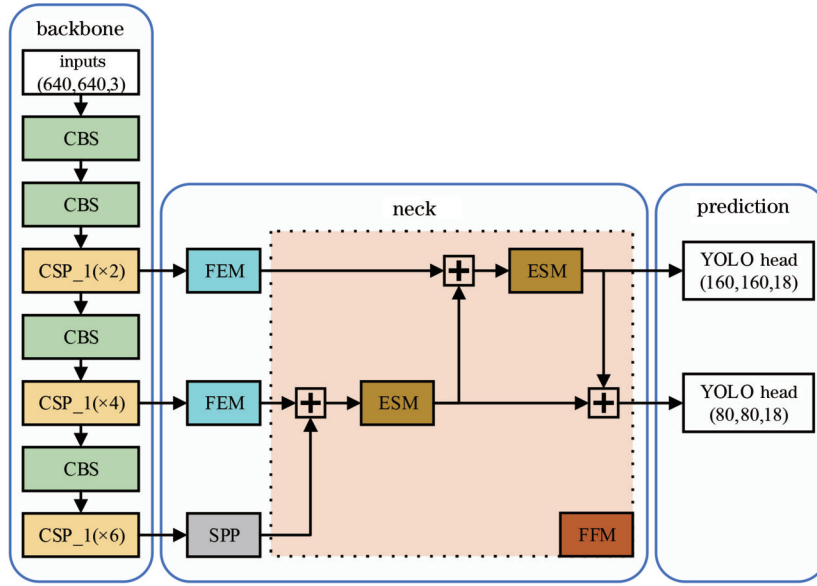 backbone
inputs
(640,640,3)
CBS
CBS
CSP_1(×2)
CBS
CSP_1(×4)
CBS
CSP_1(×6)
neck
FEM
ESM
FEM
ESM
SPP
FFM
prediction
YOLO head
(160,160,18)
YOLO head
(80,80,18)